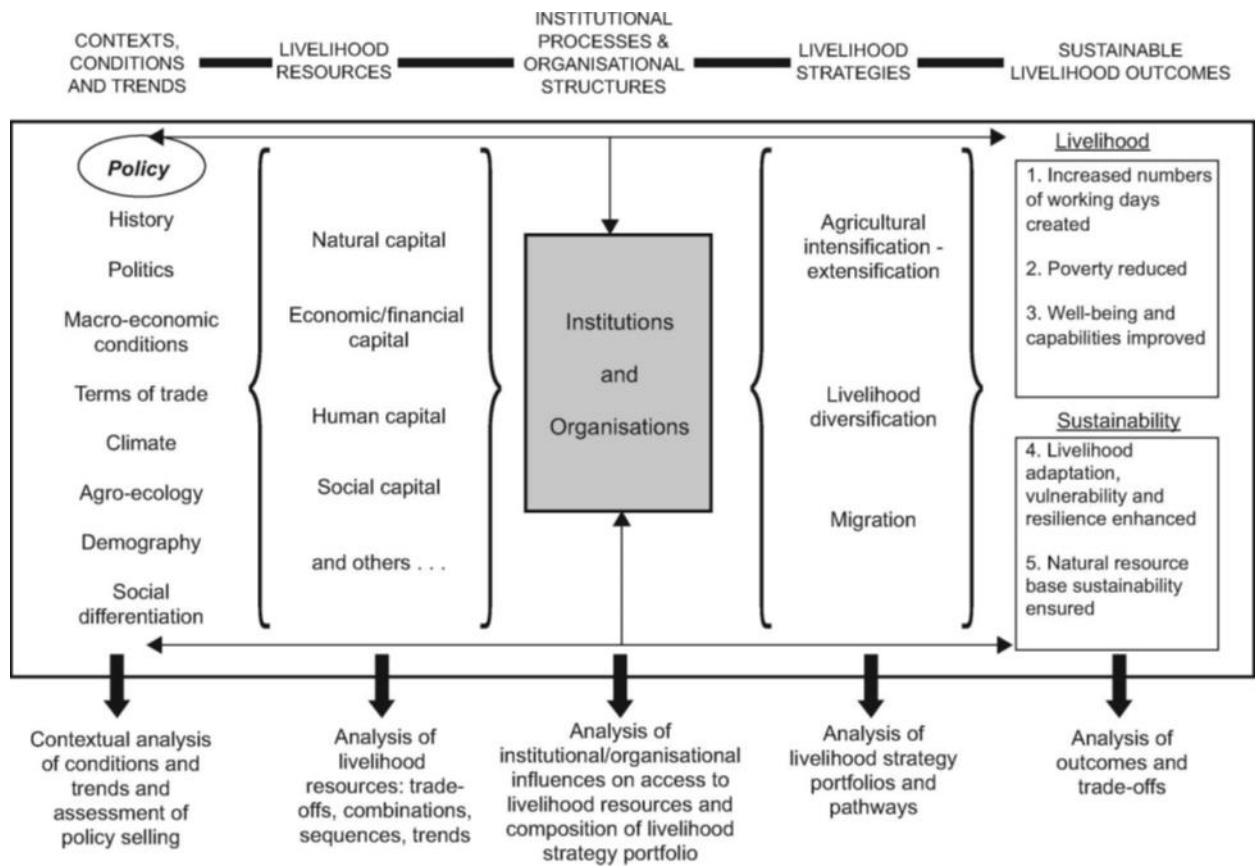 CONTEXTS,
CONDITIONS
AND TRENDS
LIVELIHOOD
RESOURCES
INSTITUTIONAL
PROCESSES &
ORGANISATIONAL
STRUCTURES
LIVELIHOOD
STRATEGIES
SUSTAINABLE
LIVELIHOOD OUTCOMES
Policy
History
Politics
Macro-economic
conditions
Terms of trade
Climate
Agro-ecology
Demography
Social
differentiation
Natural capital
Economic/financial
capital
Human capital
Social capital
and others . . .
Institutions
and
Organisations
Agricultural
intensification -
extensification
Livelihood
diversification
Migration
Livelihood
1. Increased numbers
of working days
created
2. Poverty reduced
3. Well-being and
capabilities improved
Sustainability
4. Livelihood
adaptation,
vulnerability and
resilience enhanced
5. Natural resource
base sustainability
ensured
Contextual analysis
of conditions and
trends and
assessment of
policy selling
Analysis of
livelihood
resources: trade-
offs, combinations,
sequences, trends
Analysis of
institutional/organisational
influences on access to
livelihood resources and
composition of livelihood
strategy portfolio
Analysis of
livelihood strategy
portfolios and
pathways
Analysis of
outcomes and
trade-offs